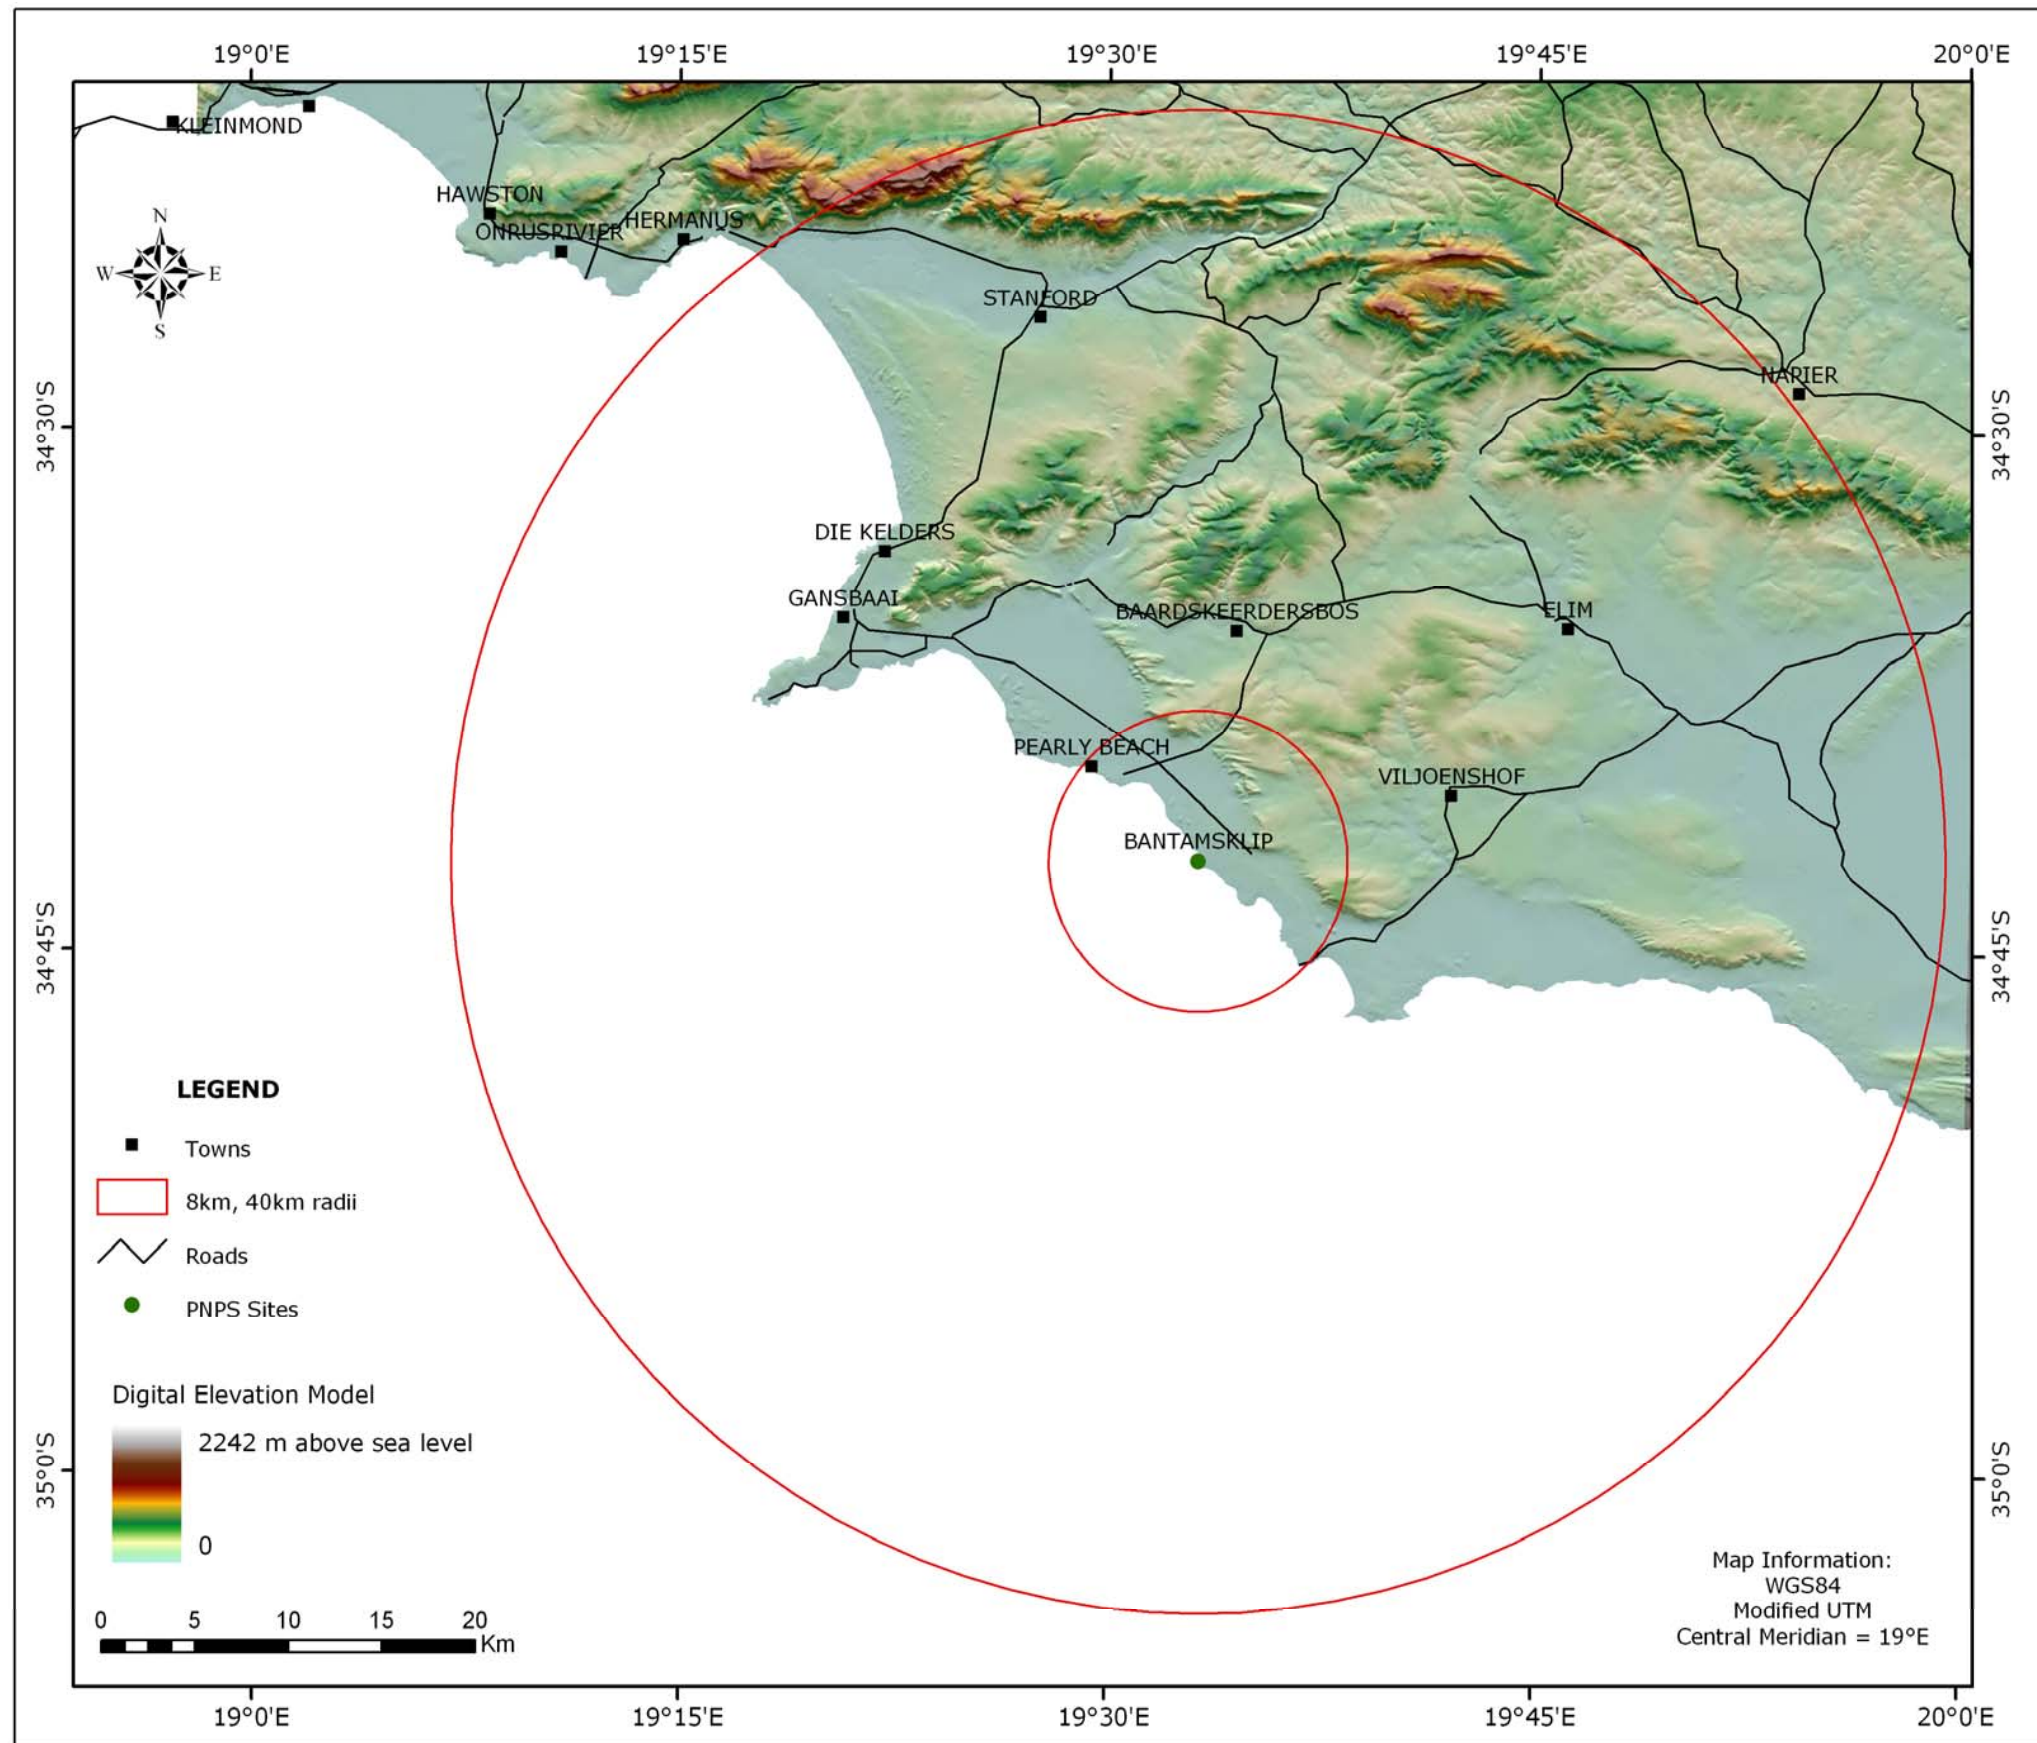 19°0'E
19°15'E
19°30'E
19°45'E
20°0'E
KLEINMOND
HAWSTON
ONRUSRIVIER
HERMANUS
N
W
E
S
STANFORD
NAPIER
34°30'S
34°30'S
DIE KELDERS
GANSBAAI
BAARDSKEERDERSBOS
ELIM
PEARLY BEACH
VILJOENSHOF
BANTAMSKLIP
34°45'S
34°45'S
LEGEND
Towns
8km, 40km radii
Roads
PNPS Sites
Digital Elevation Model
2242 m above sea level
0
35°0'S
35°0'S
0 5 10 15 20
Km
Map Information:
WGS84
Modified UTM
Central Meridian = 19°E
19°0'E
19°15'E
19°30'E
19°45'E
20°0'E